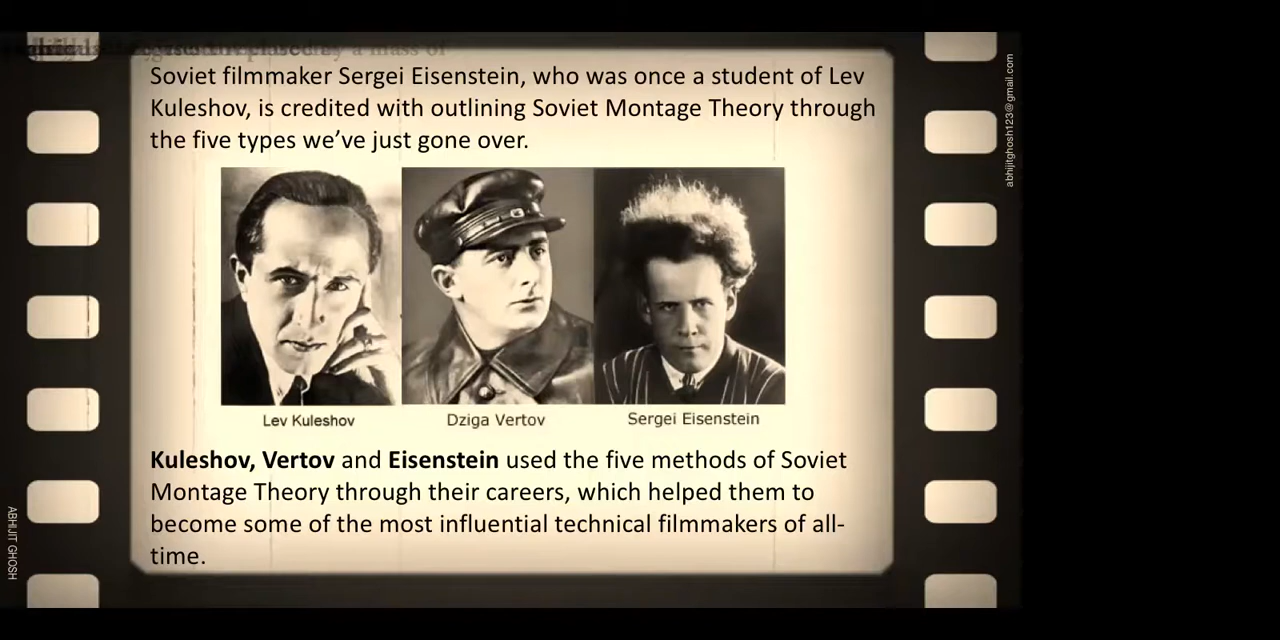 a mass of
Soviet filmmaker Sergei Eisenstein, who was once a student of Lev
Kuleshov, is credited with outlining Soviet Montage Theory through
the five types we’ve just gone over.
Lev Kuleshov
Dziga Vertov
Sergei Eisenstein
Kuleshov, Vertov and Eisenstein used the five methods of Soviet
Montage Theory through their careers, which helped them to
become some of the most influential technical filmmakers of all-
time.
abhijitghosh123@gmail.com
ABHIJIT GHOSH